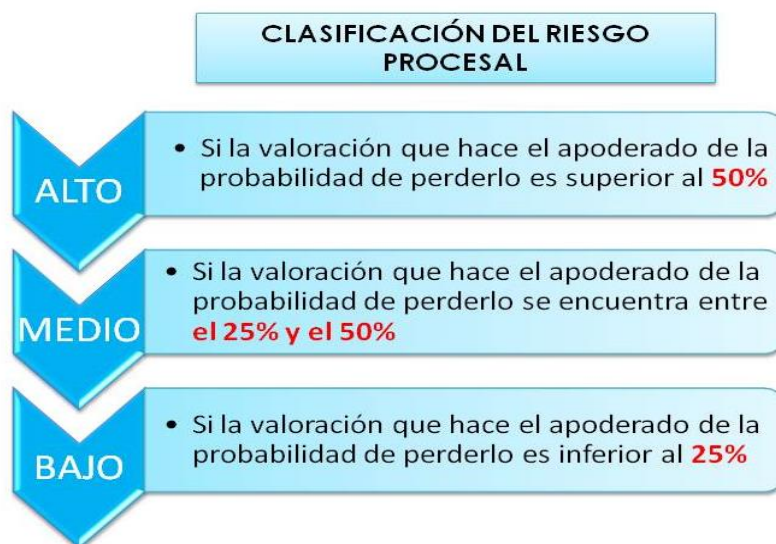 CLASIFICACIÓN DEL RIESGO
PROCESAL
ALTO
• Si la valoración que hace el apoderado de la
probabilidad de perderlo es superior al 50%
MEDIO
• Si la valoración que hace el apoderado de la
probabilidad de perderlo se encuentra entre
el 25% y el 50%
BAJO
• Si la valoración que hace el apoderado de la
probabilidad de perderlo es inferior al 25%